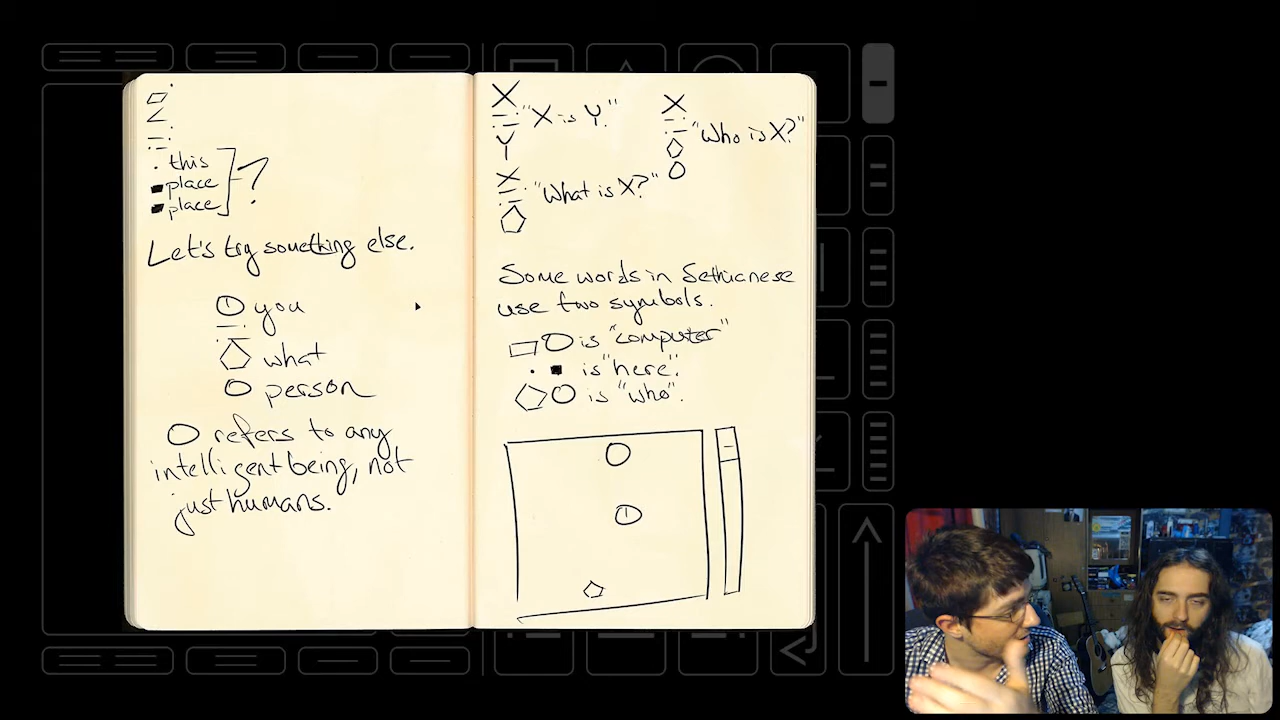 this
place
place ?
Let's try something else.
you
what
person
refers to any
intelligent being, not
just humans.
X
"X is Y."
Y
X
"Who is X?"
X
"What is X?"
Some words in Sethianese
use two symbols.
is "computer"
is "here".
is "who".